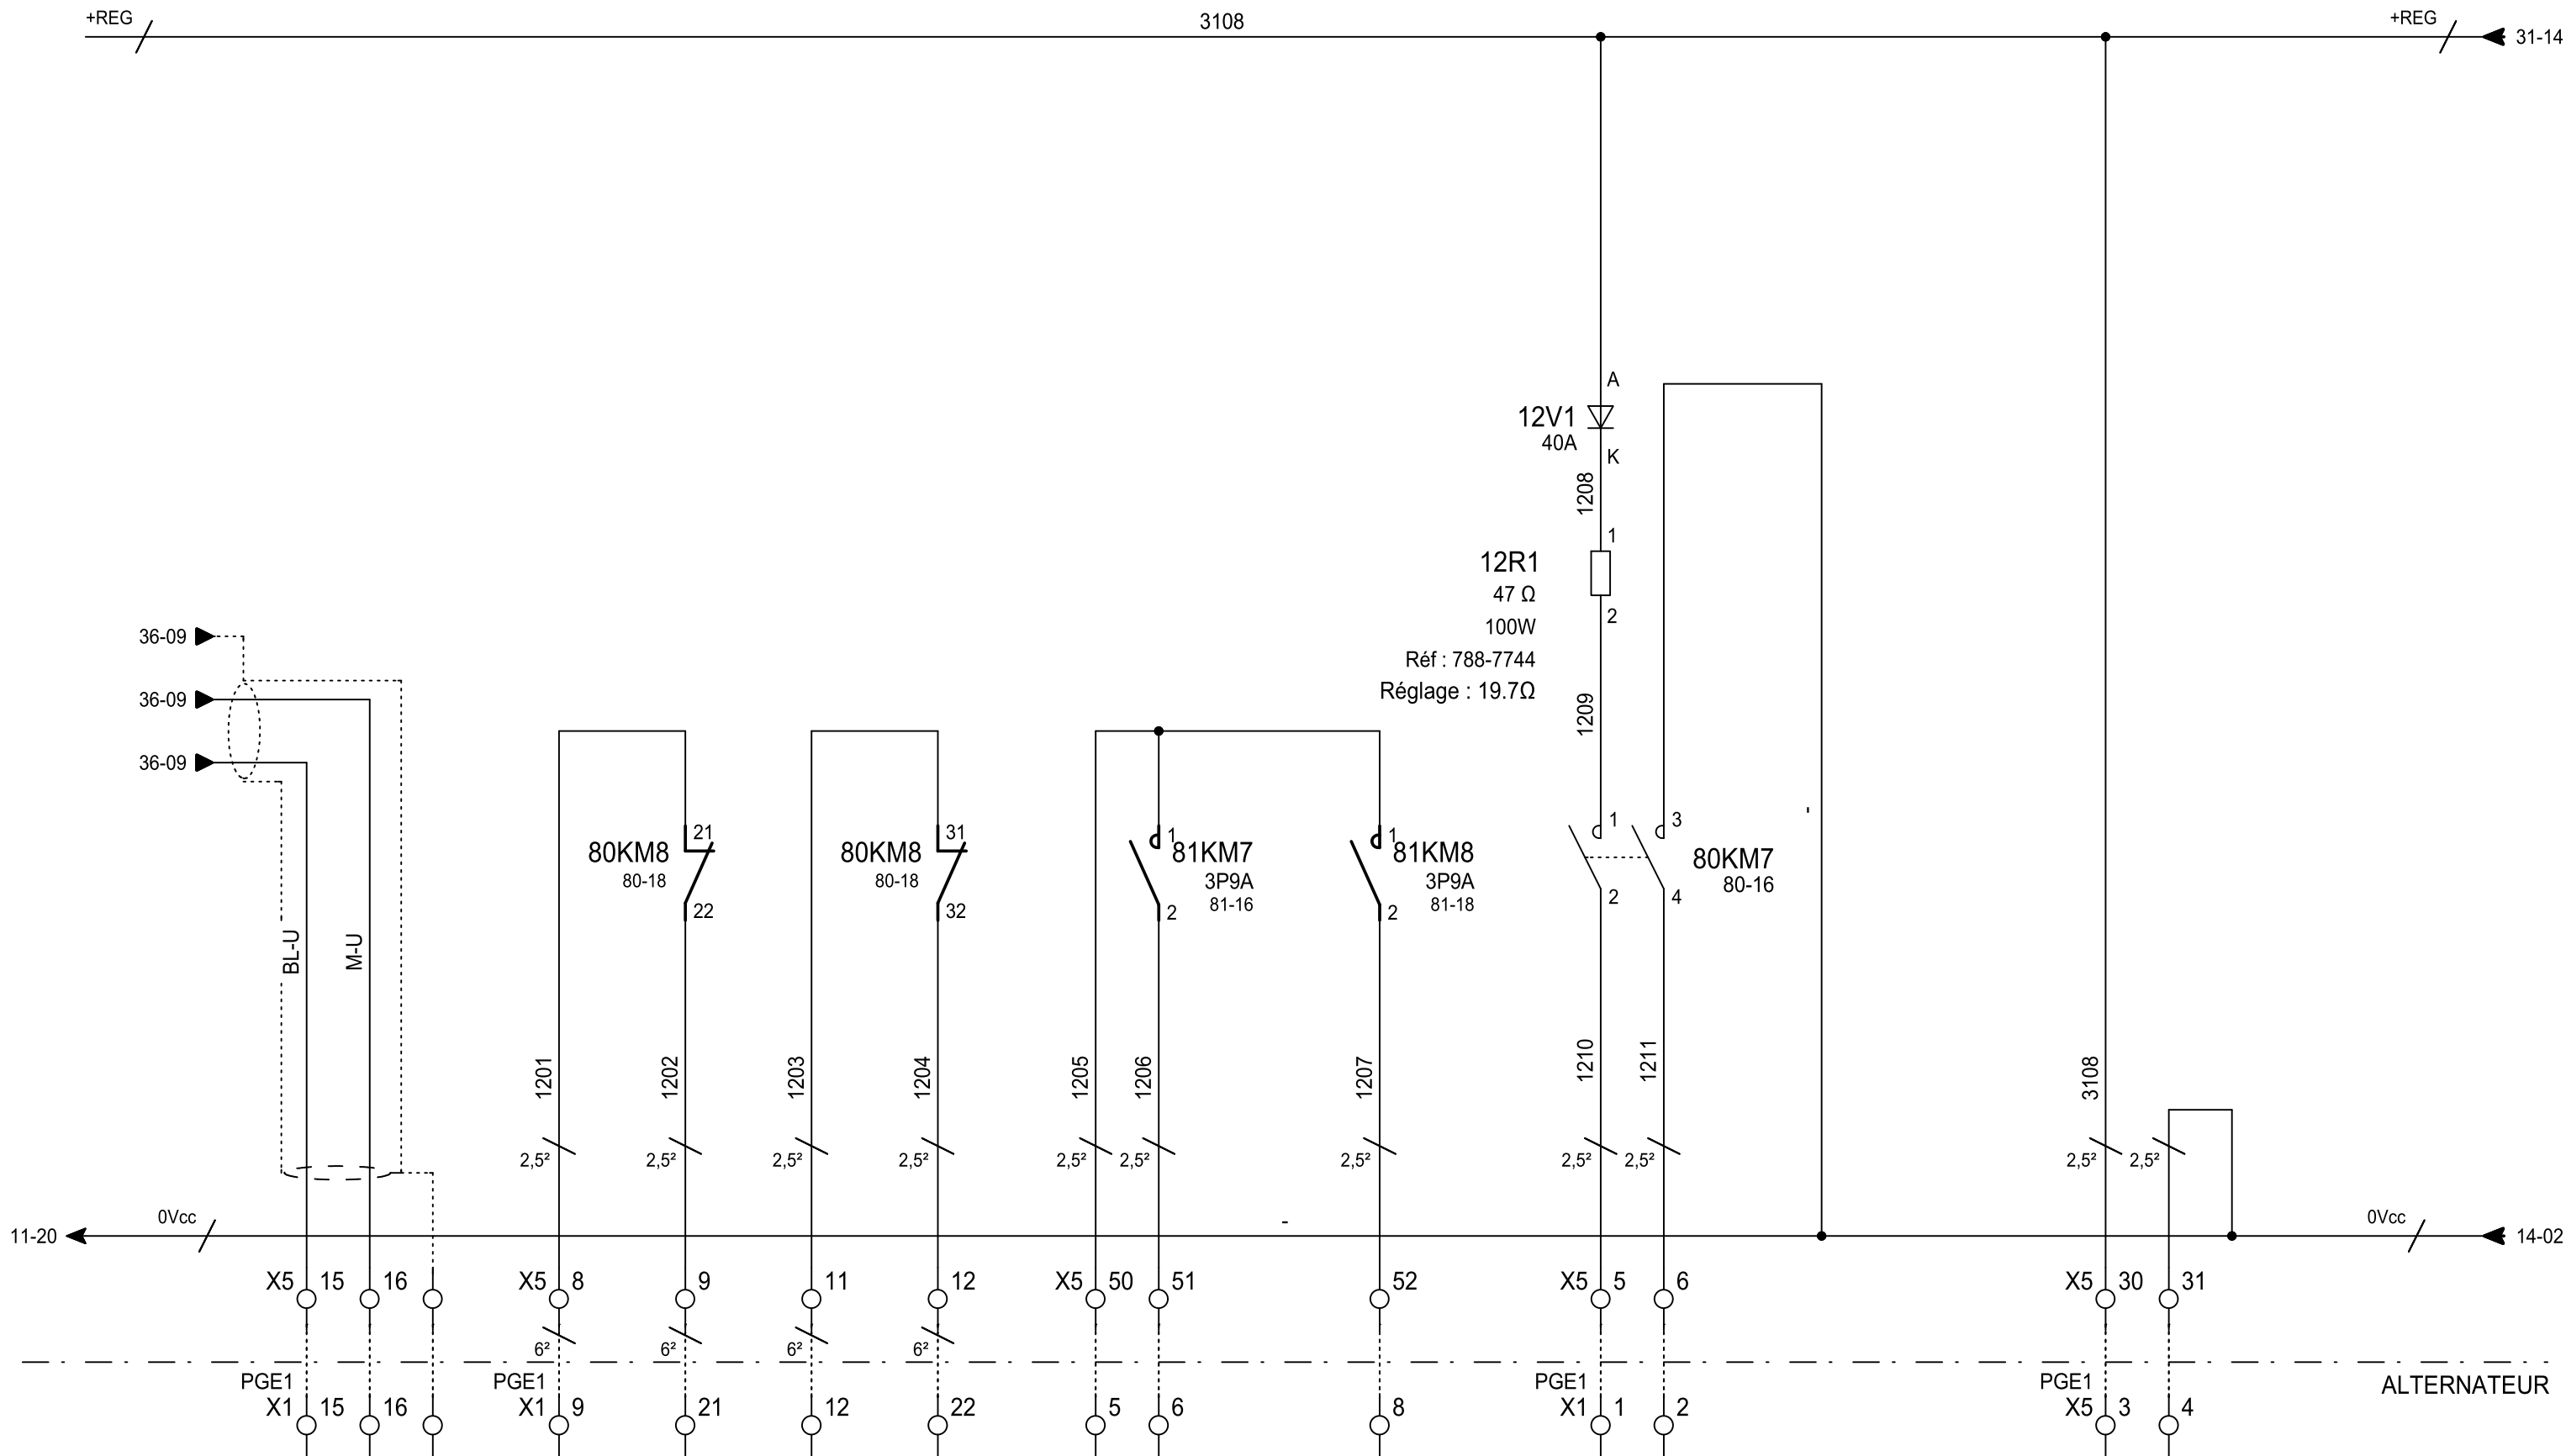 +REG
3108
+REG
31-14
A
12V1
40A
K
1208
1
12R1
47 Ω
100W
2
Réf : 788-7744
Réglage : 19.7Ω
1209
36-09
36-09
36-09
21
80KM8
80-18
22
31
80KM8
80-18
32
1
81KM7
3P9A
81-16
2
1
81KM8
3P9A
81-18
2
1
3
80KM7
80-16
2
4
BL-U
M-U
1201
1202
1203
1204
1205
1206
1207
1210
1211
3108
2,5²
2,5²
2,5²
2,5²
2,5²
2,5²
2,5²
2,5²
2,5²
2,5²
2,5²
11-20
0Vcc
0Vcc
14-02
X5 15 16
X5 8 9 11 12
X5 50 51 52
X5 5 6
X5 30 31
6²
6²
6²
6²
PGE1
PGE1
PGE1
PGE1
ALTERNATEUR
X1 15 16
X1 9 21 12 22
5 6 8
X1 1 2
X5 3 4